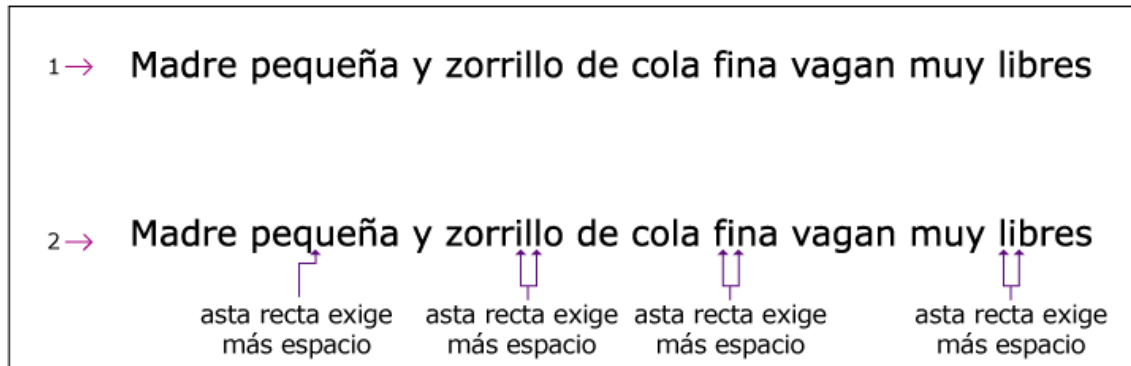 1→ Madre pequeña y zorrillo de cola fina vagan muy libres
2→ Madre pequeña y zorrillo de cola fina vagan muy libres
asta recta exige más espacio
asta recta exige más espacio
asta recta exige más espacio
asta recta exige más espacio